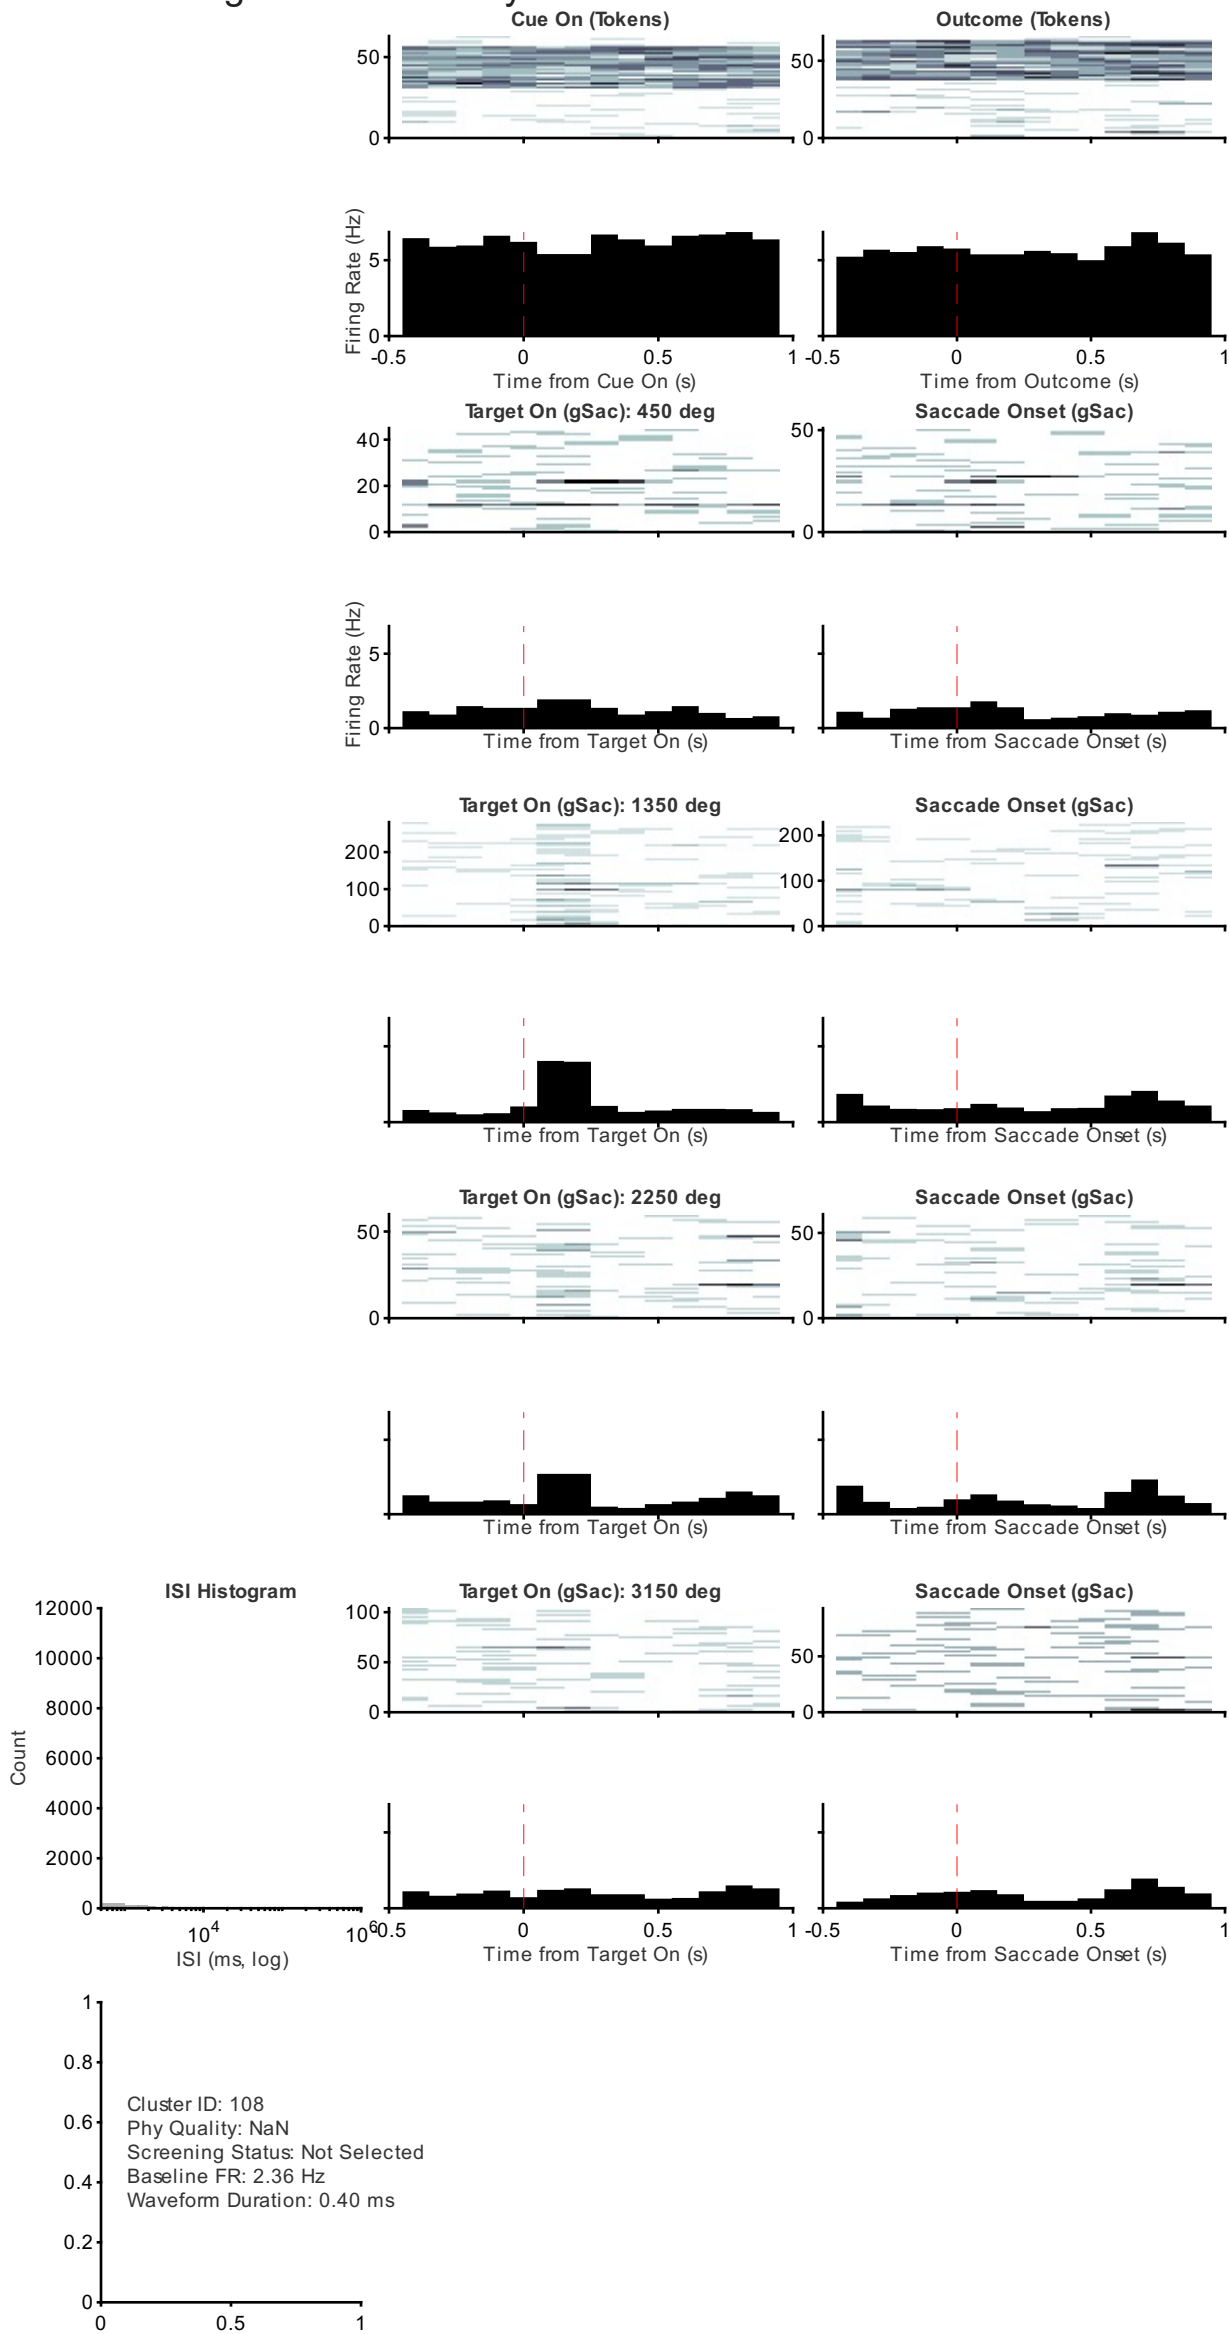 Cue On (Tokens)
Outcome (Tokens)
50
0
50
0
Firing Rate (Hz)
5
0
-0.5 0 0.5 1
-0.5 0 0.5 1
Time from Cue On (s)
Time from Outcome (s)
Target On (gSac): 450 deg
Saccade Onset (gSac)
40
20
0
50
0
Firing Rate (Hz)
5
0
Time from Target On (s)
Time from Saccade Onset (s)
Target On (gSac): 1350 deg
Saccade Onset (gSac)
200
100
0
200
100
0
Time from Target On (s)
Time from Saccade Onset (s)
Target On (gSac): 2250 deg
Saccade Onset (gSac)
50
0
50
0
Time from Target On (s)
Time from Saccade Onset (s)
ISI Histogram
Target On (gSac): 3150 deg
Saccade Onset (gSac)
12000
10000
8000
6000
4000
2000
0
Count
10^4
10^6
ISI (ms, log)
100
50
0
50
0
0.5 0 0.5 1
-0.5 0 0.5 1
Time from Target On (s)
Time from Saccade Onset (s)
1
0.8
0.6
0.4
0.2
0
Cluster ID: 108
Phy Quality: NaN
Screening Status: Not Selected
Baseline FR: 2.36 Hz
Waveform Duration: 0.40 ms
0 0.5 1